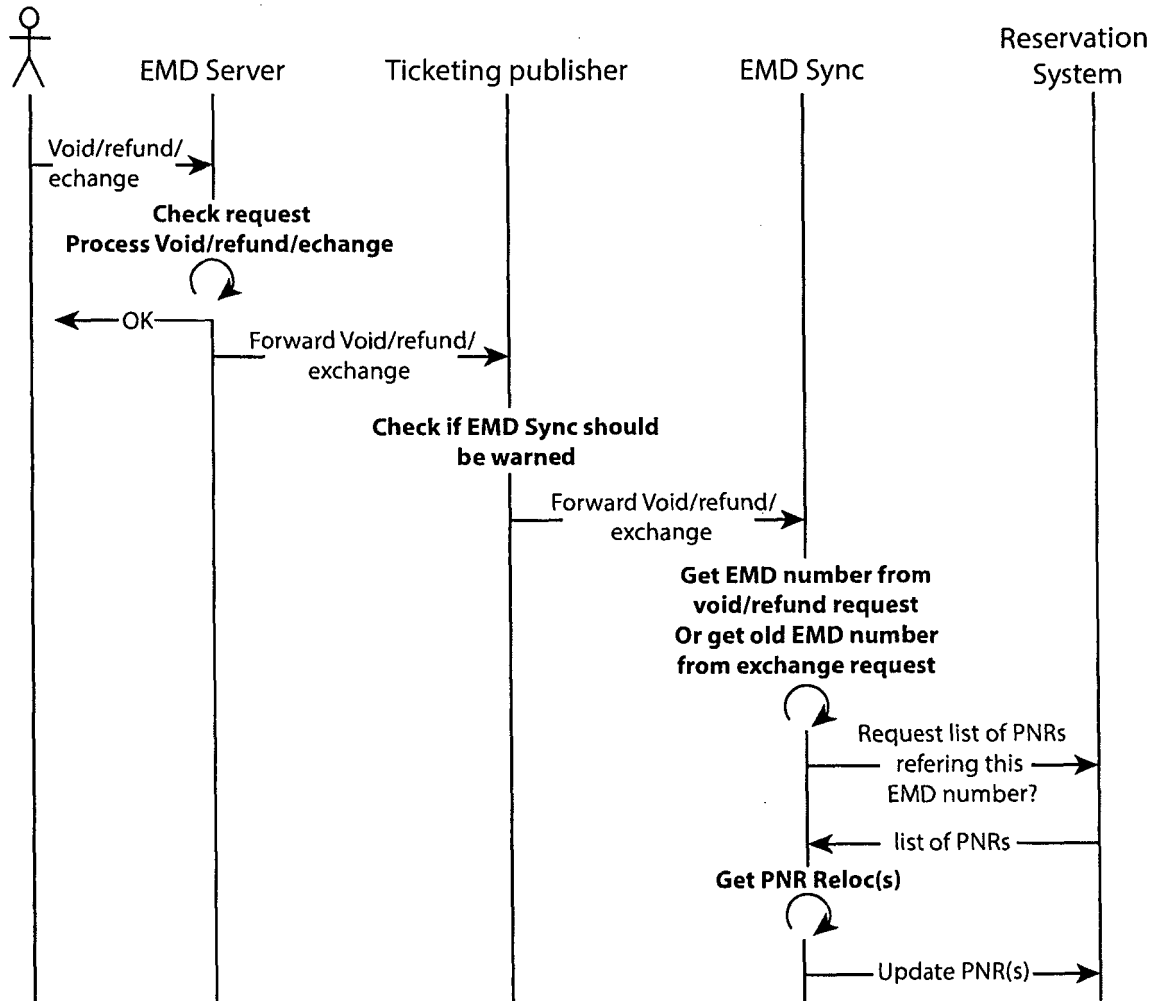 Reservation
System
EMD Server
Ticketing publisher
EMD Sync
Void/refund/
echange
Check request
Process Void/refund/echange
OK
Forward Void/refund/
exchange
Check if EMD Sync should
be warned
Forward Void/refund/
exchange
Get EMD number from
void/refund request
Or get old EMD number
from exchange request
Request list of PNRs
refering this
EMD number?
list of PNRs
Get PNR Reloc(s)
Update PNR(s)